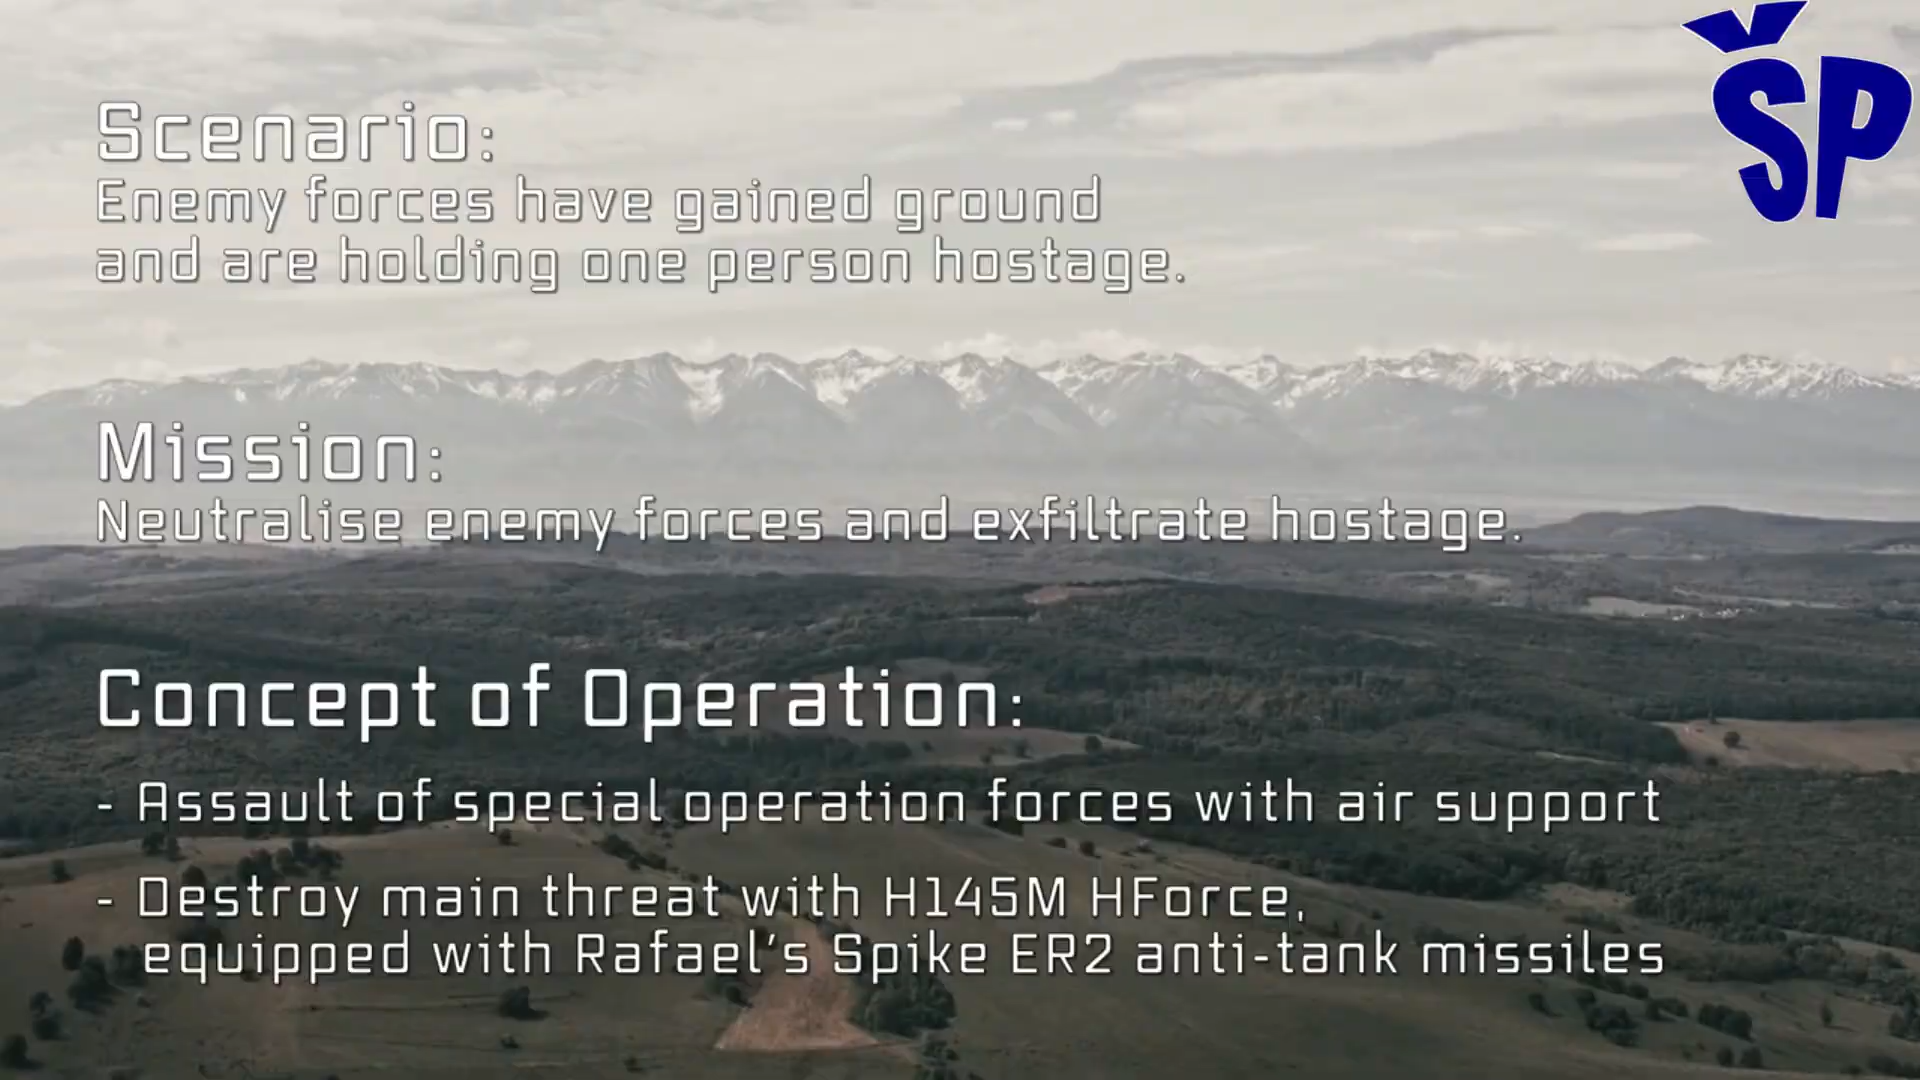 ŠP
Scenario:
Enemy forces have gained ground
and are holding one person hostage.
Mission:
Neutralise enemy forces and exfiltrate hostage.
Concept of Operation:
- Assault of special operation forces with air support
- Destroy main threat with H145M HForce,
equipped with Rafael's Spike ER2 anti-tank missiles